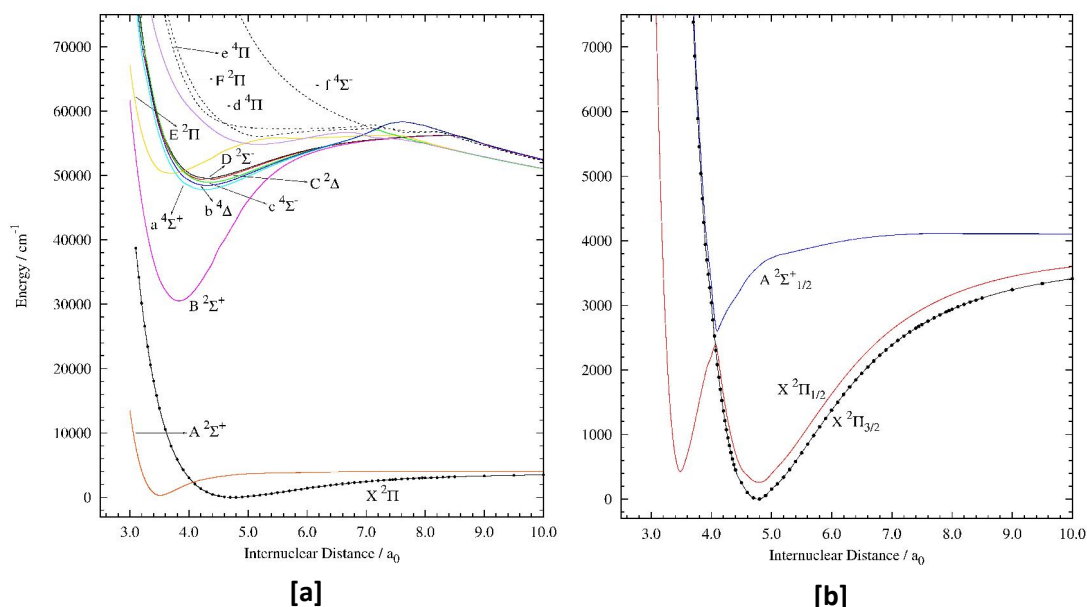 70000
60000
50000
40000
30000
20000
10000
0
Energy / cm⁻¹
e ⁴Π
F ²Π
d ⁴Π
f ⁴Σ⁻
E ²Π
D ²Σ⁻
C ²Δ
a ⁴Σ⁺
b ⁴Δ
c ⁴Σ⁻
B ²Σ⁺
A ²Σ⁺
X ²Π
3.0 4.0 5.0 6.0 7.0 8.0 9.0 10.0
Internuclear Distance / a₀
[a]
7000
6000
5000
4000
3000
2000
1000
0
A ²Σ⁺₁/₂
X ²Π₁/₂
X ²Π₃/₂
3.0 4.0 5.0 6.0 7.0 8.0 9.0 10.0
Internuclear Distance / a₀
[b]